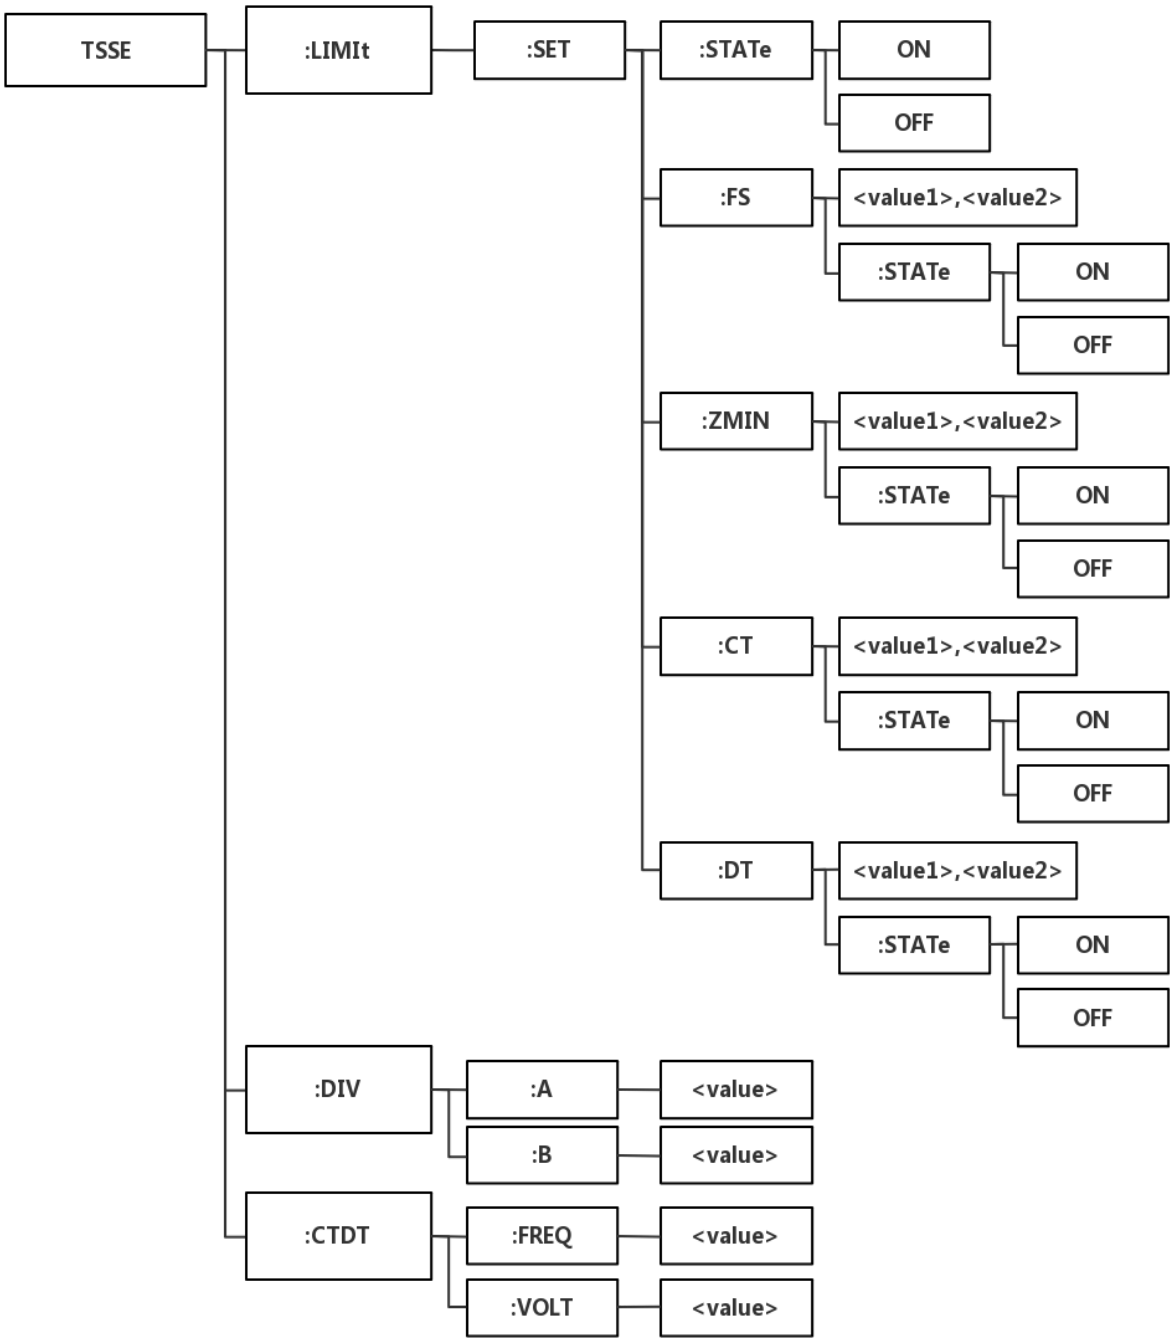 TSSE :LIMIt :SET :STATe ON
OFF
:FS <value1>,<value2>
:STATe ON
OFF
:ZMIN <value1>,<value2>
:STATe ON
OFF
:CT <value1>,<value2>
:STATe ON
OFF
:DT <value1>,<value2>
:STATe ON
OFF
:DIV :A <value>
:B <value>
:CTDT :FREQ <value>
:VOLT <value>